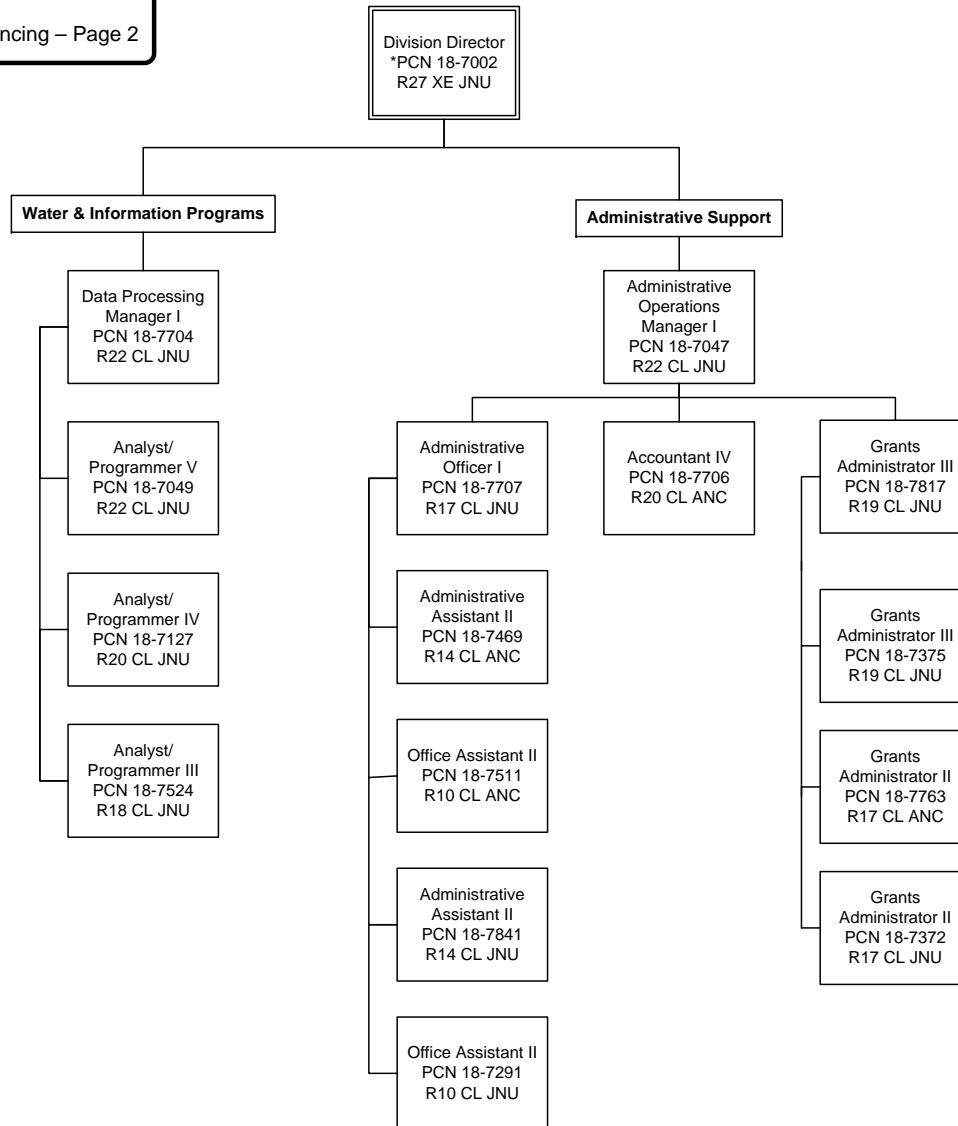 ncing – Page 2
Division Director
*PCN 18-7002
R27 XE JNU
Water & Information Programs
Administrative Support
Data Processing
Manager I
PCN 18-7704
R22 CL JNU
Analyst/
Programmer V
PCN 18-7049
R22 CL JNU
Analyst/
Programmer IV
PCN 18-7127
R20 CL JNU
Analyst/
Programmer III
PCN 18-7524
R18 CL JNU
Administrative
Operations
Manager I
PCN 18-7047
R22 CL JNU
Administrative
Officer I
PCN 18-7707
R17 CL JNU
Administrative
Assistant II
PCN 18-7469
R14 CL ANC
Office Assistant II
PCN 18-7511
R10 CL ANC
Administrative
Assistant II
PCN 18-7841
R14 CL JNU
Office Assistant II
PCN 18-7291
R10 CL JNU
Accountant IV
PCN 18-7706
R20 CL ANC
Grants
Administrator III
PCN 18-7817
R19 CL JNU
Grants
Administrator III
PCN 18-7375
R19 CL JNU
Grants
Administrator II
PCN 18-7763
R17 CL ANC
Grants
Administrator II
PCN 18-7372
R17 CL JNU